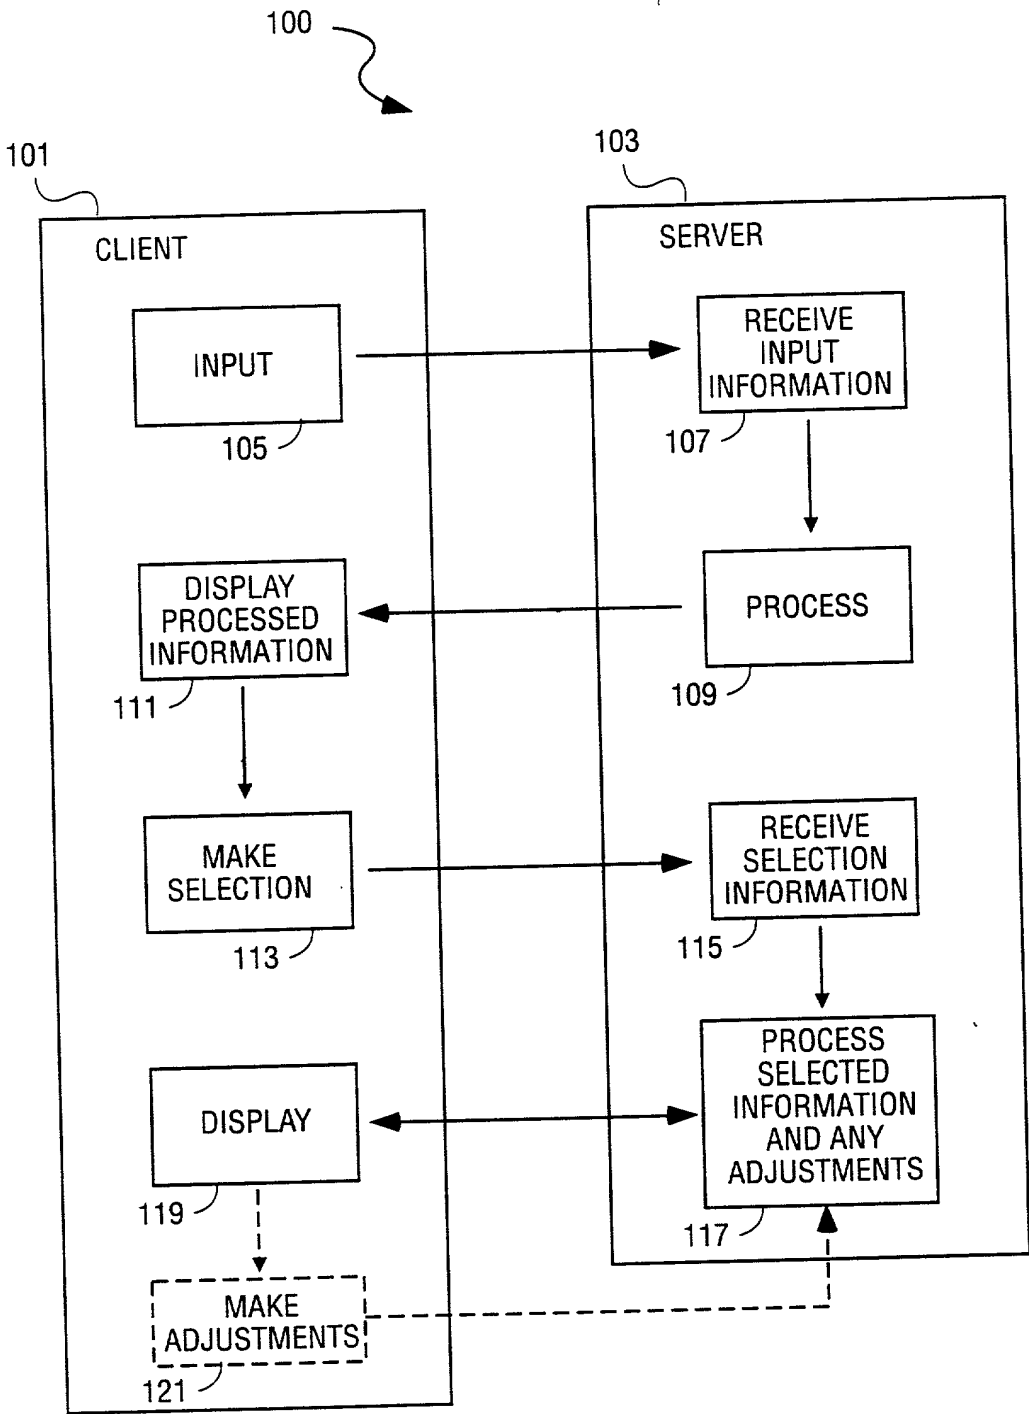 100
101
103
CLIENT
SERVER
INPUT
105
RECEIVE
INPUT
INFORMATION
107
DISPLAY
PROCESSED
INFORMATION
111
PROCESS
109
MAKE
SELECTION
113
RECEIVE
SELECTION
INFORMATION
115
DISPLAY
119
PROCESS
SELECTED
INFORMATION
AND ANY
ADJUSTMENTS
117
MAKE
ADJUSTMENTS
121